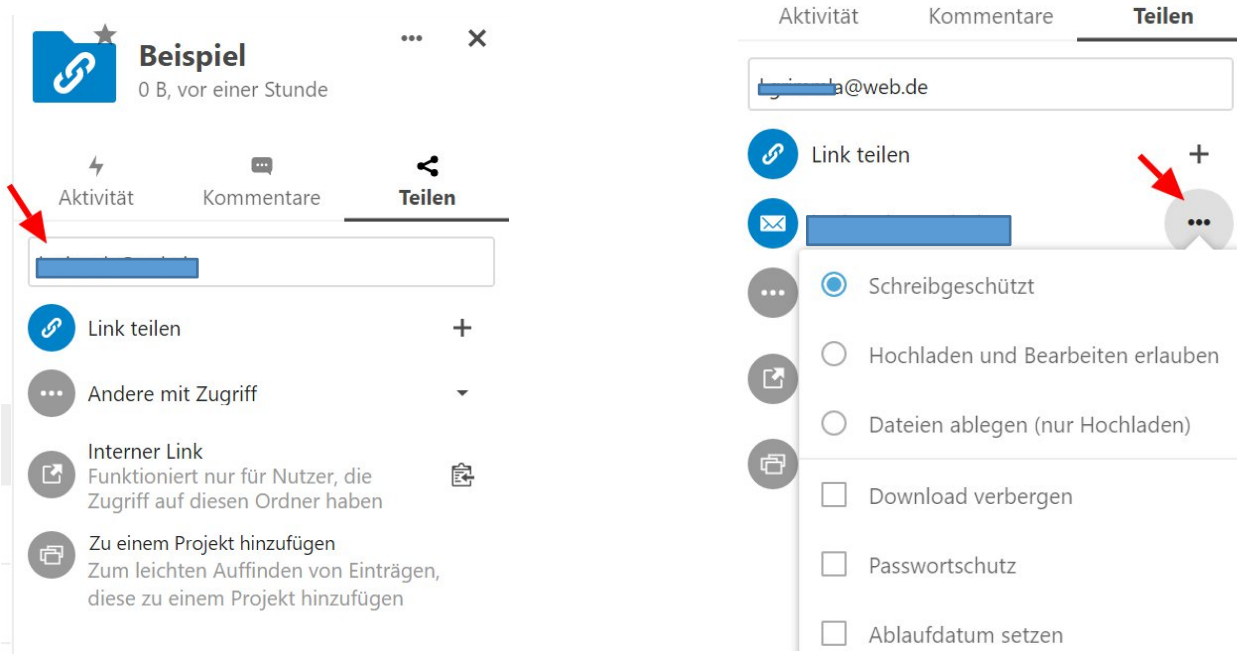 Beispiel
0 B, vor einer Stunde
Aktivität
Kommentare
Teilen
Link teilen
Andere mit Zugriff
Interner Link
Funktioniert nur für Nutzer, die
Zugriff auf diesen Ordner haben
Zu einem Projekt hinzufügen
Zum leichten Auffinden von Einträgen,
diese zu einem Projekt hinzufügen
Aktivität
Kommentare
Teilen
@web.de
Link teilen
Schreibgeschützt
Hochladen und Bearbeiten erlauben
Dateien ablegen (nur Hochladen)
Download verbergen
Passwortschutz
Ablaufdatum setzen